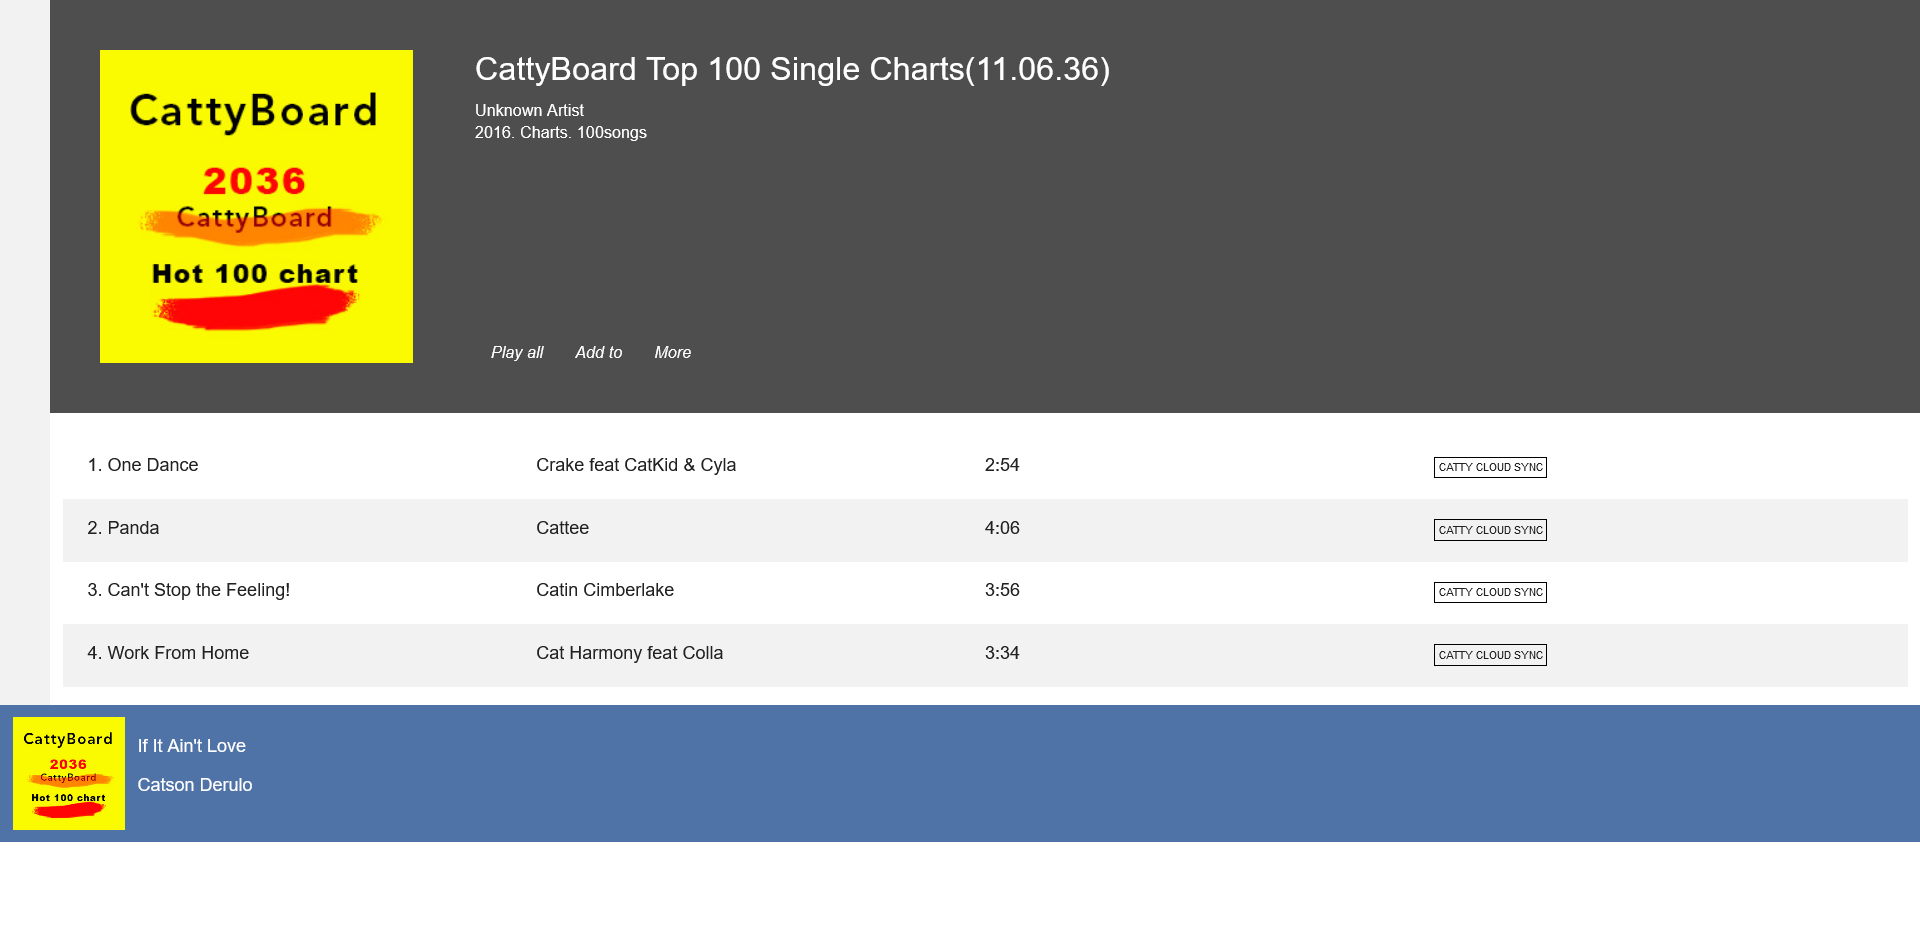 CattyBoard
2036
CattyBoard
Hot 100 chart
CattyBoard Top 100 Single Charts(11.06.36)
Unknown Artist
2016. Charts. 100songs
Play all Add to More
1. One Dance Crake feat CatKid & Cyla 2:54 CATTY CLOUD SYNC
2. Panda Cattee 4:06 CATTY CLOUD SYNC
3. Can't Stop the Feeling! Catin Cimberlake 3:56 CATTY CLOUD SYNC
4. Work From Home Cat Harmony feat Colla 3:34 CATTY CLOUD SYNC
CattyBoard
2036
CattyBoard
Hot 100 chart
If It Ain't Love
Catson Derulo